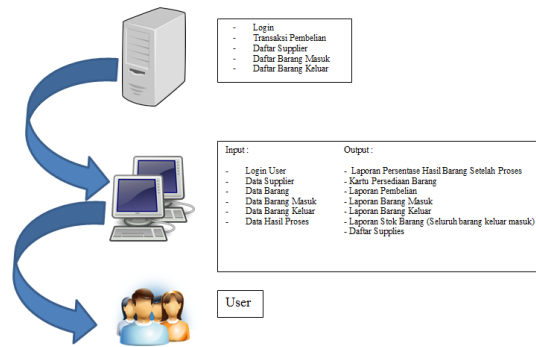 - Login
- Transaksi Pembelian
- Daftar Supplier
- Daftar Barang Masuk
- Daftar Barang Keluar
Input :
- Login User
- Data Supplier
- Data Barang
- Data Barang Masuk
- Data Barang Keluar
- Data Hasil Proses
Output :
- Laporan Persentase Hasil Barang Setelah Proses
- Kartu Persediaan Barang
- Laporan Pembelian
- Laporan Barang Masuk
- Laporan Barang Keluar
- Laporan Stok Barang (Seluruh barang keluar masuk)
- Daftar Supplies
User